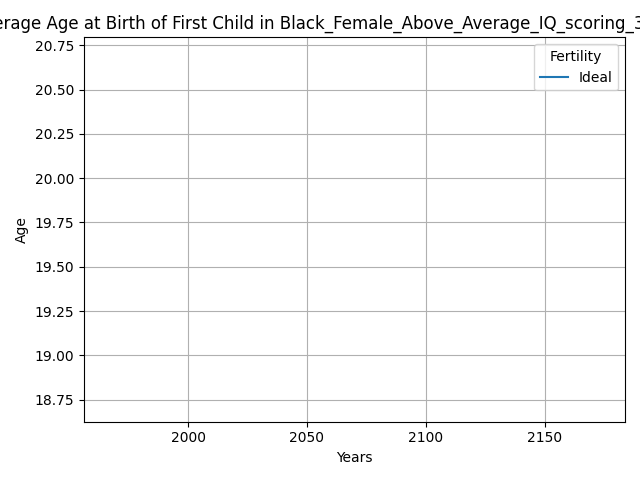 erage Age at Birth of First Child in Black_Female_Above_Average_IQ_scoring_3
20.75
20.50
20.25
20.00
19.75
19.50
19.25
19.00
18.75
Age
Fertility
Ideal
2000
2050
2100
2150
Years